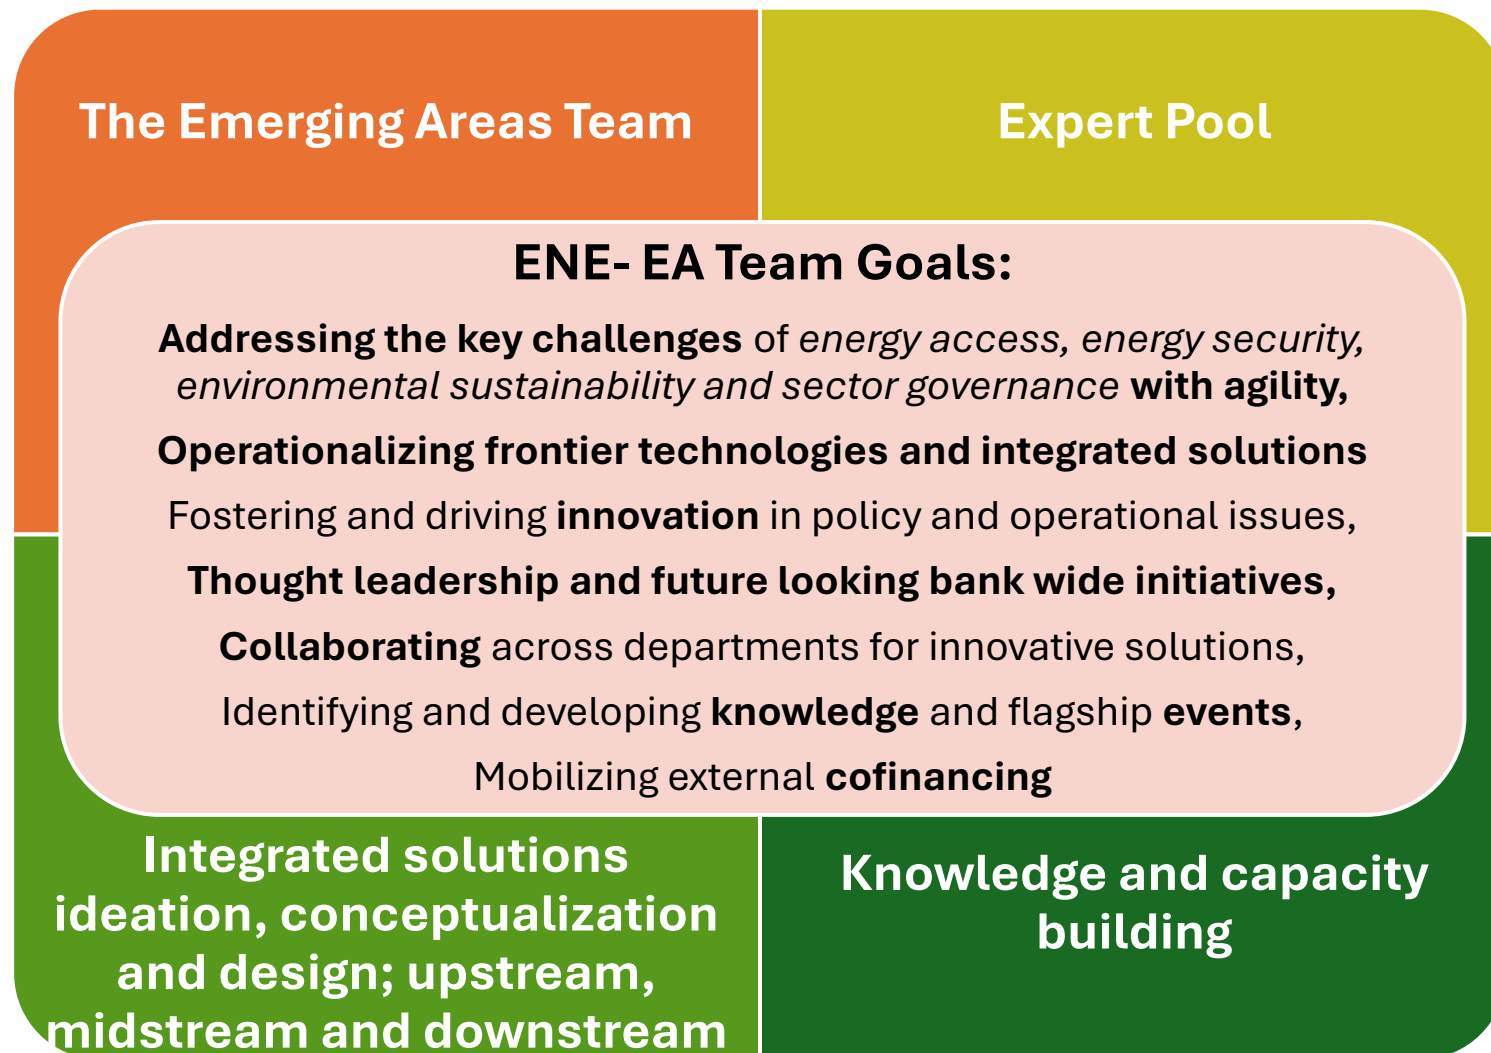 The Emerging Areas Team
Expert Pool
ENE- EA Team Goals:
Addressing the key challenges of energy access, energy security,
environmental sustainability and sector governance with agility,
Operationalizing frontier technologies and integrated solutions
Fostering and driving innovation in policy and operational issues,
Thought leadership and future looking bank wide initiatives,
Collaborating across departments for innovative solutions,
Identifying and developing knowledge and flagship events,
Mobilizing external cofinancing
Integrated solutions
ideation, conceptualization
and design; upstream,
midstream and downstream
Knowledge and capacity
building